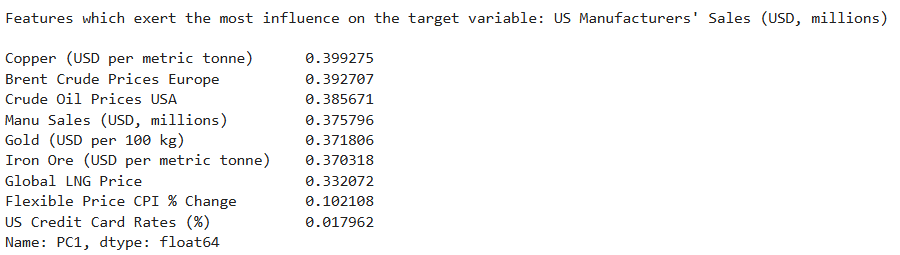 Features which exert the most influence on the target variable: US Manufacturers' Sales (USD, millions)
Copper (USD per metric tonne) 0.399275
Brent Crude Prices Europe 0.392707
Crude Oil Prices USA 0.385671
Manu Sales (USD, millions) 0.375796
Gold (USD per 100 kg) 0.371806
Iron Ore (USD per metric tonne) 0.370318
Global LNG Price 0.332072
Flexible Price CPI % Change 0.102108
US Credit Card Rates (%) 0.017962
Name: PC1, dtype: float64